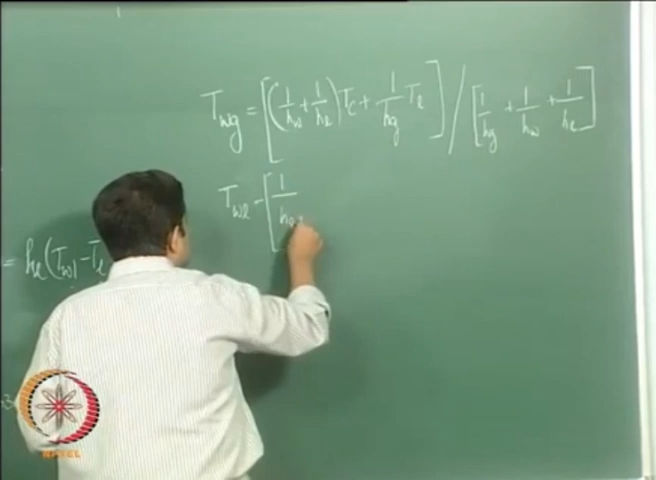 T_wg = [(1/h_w + 1/h_l) T_c + 1/h_g T_l] / [1/h_g + 1/h_w + 1/h_l]
T_wl = [1/h
= h_l (T_wl - T_l
NPTEL